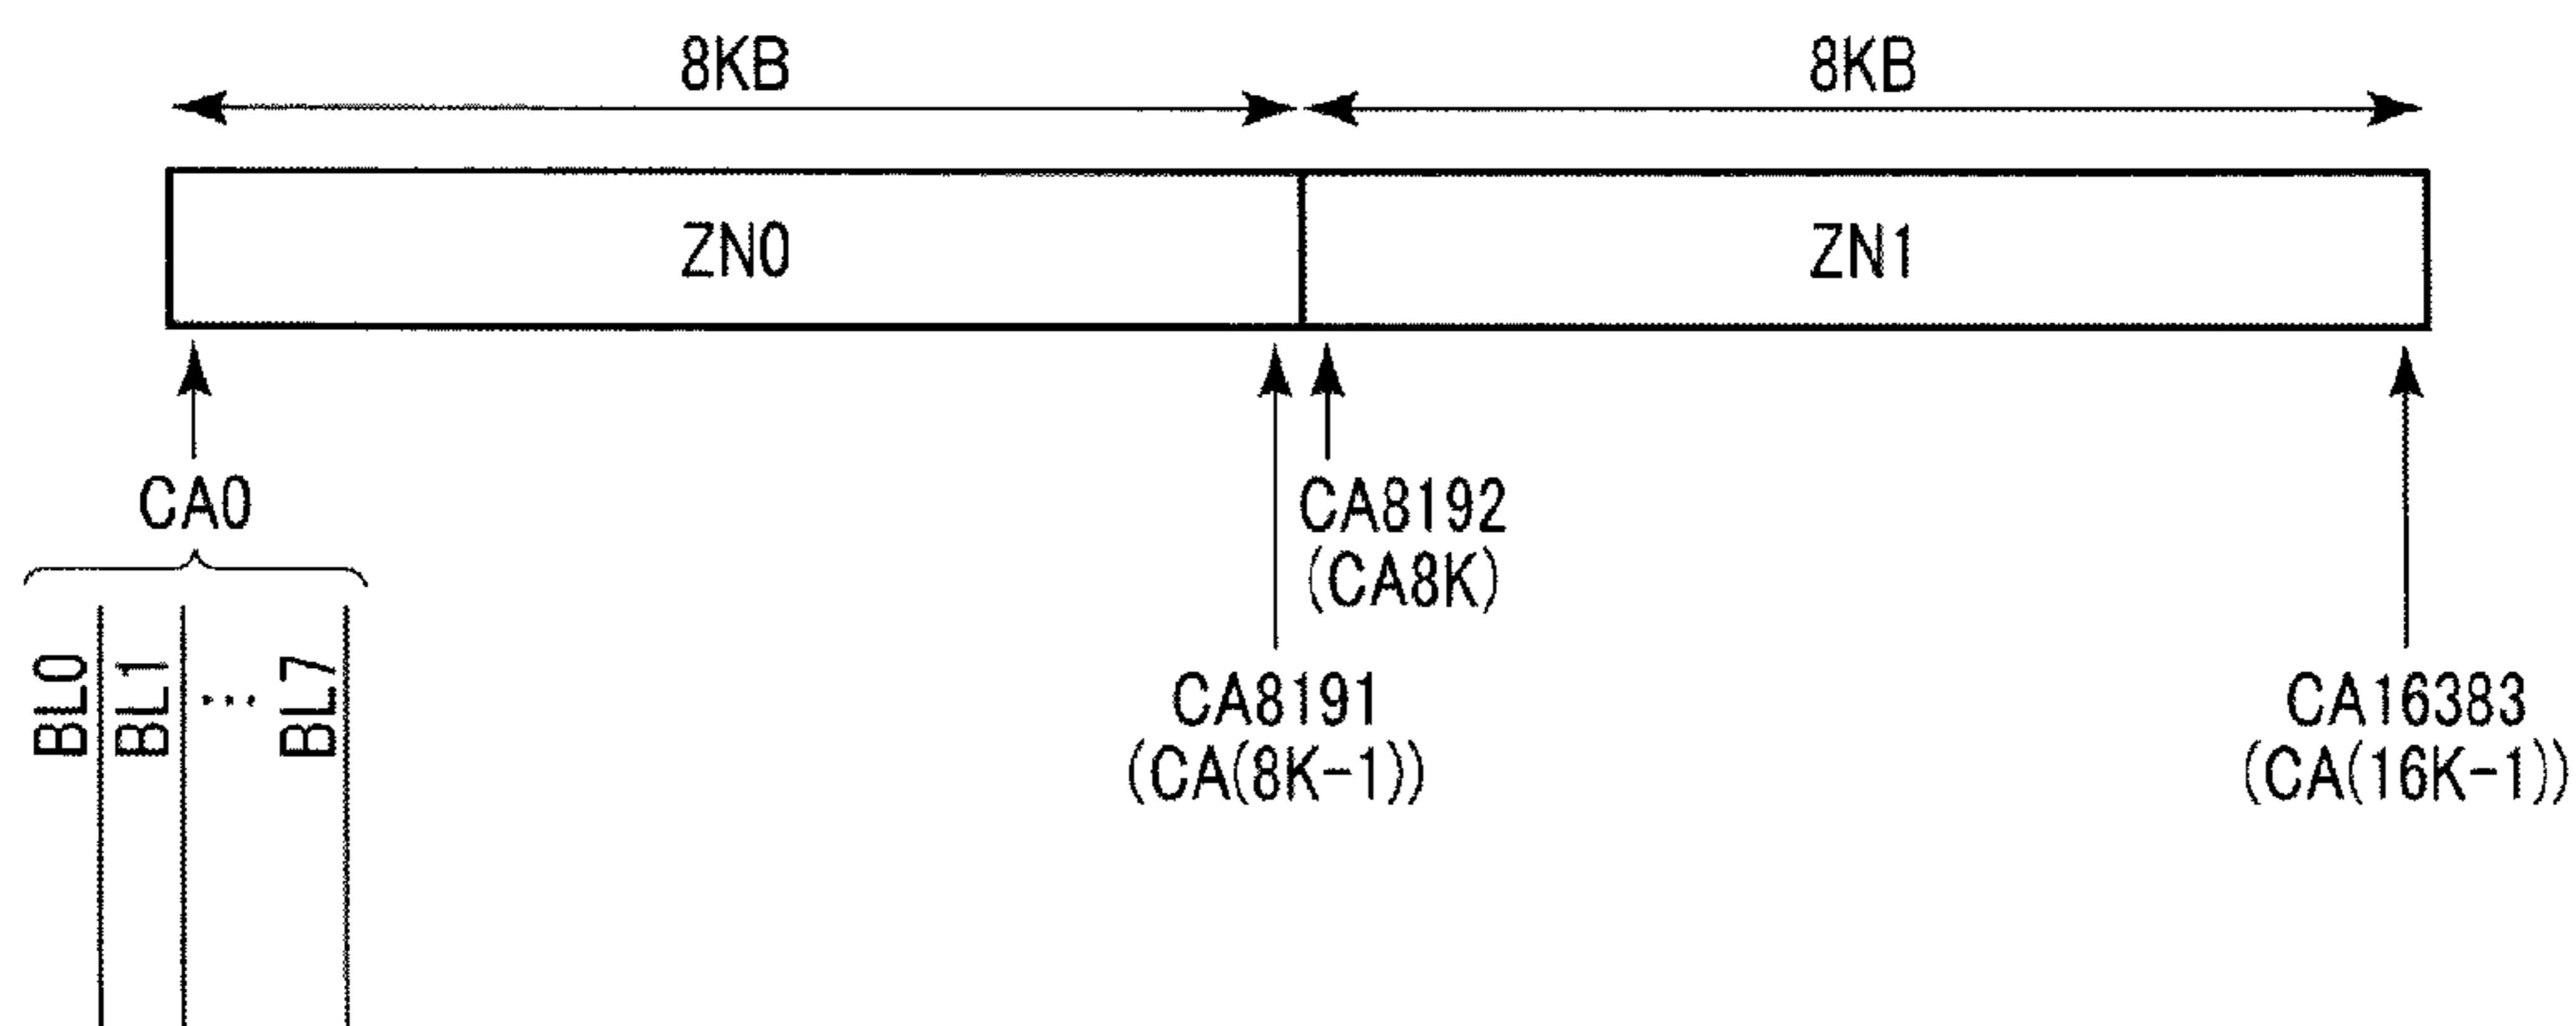 8KB
8KB
ZN0
ZN1
CA0
CA8192
(CA8K)
BL0
BL1
...
BL7
CA8191
(CA(8K-1))
CA16383
(CA(16K-1))